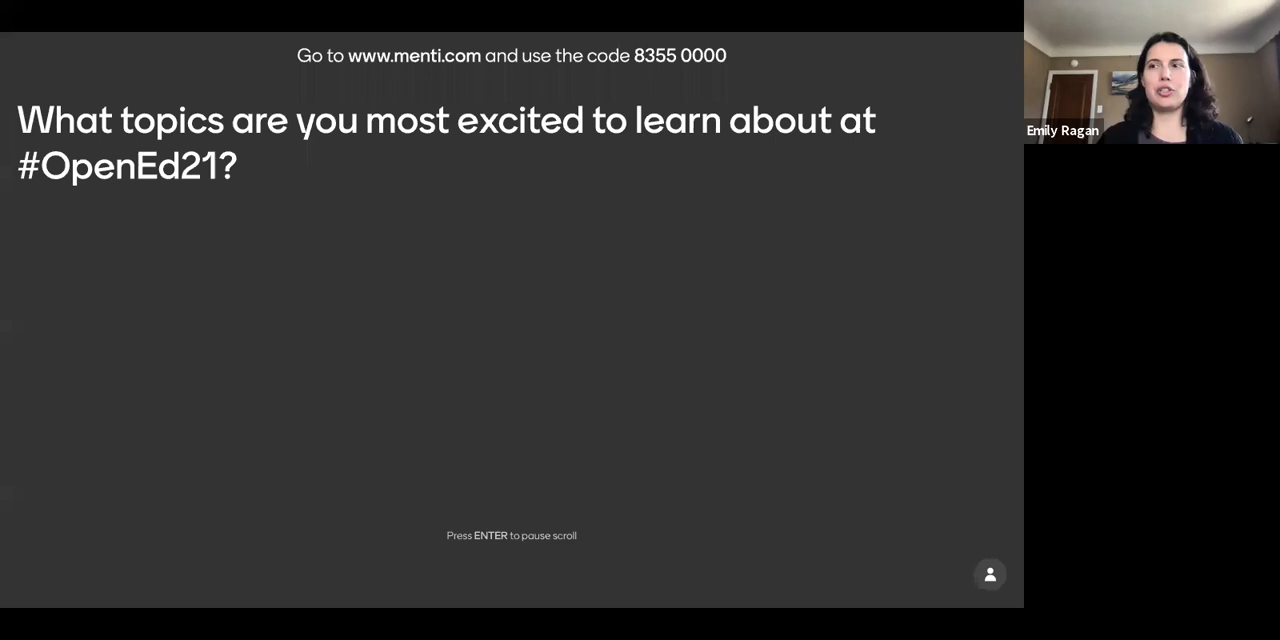 Go to www.menti.com and use the code 8355 0000
What topics are you most excited to learn about at
#OpenEd21?
Press ENTER to pause scroll
Emily Ragan